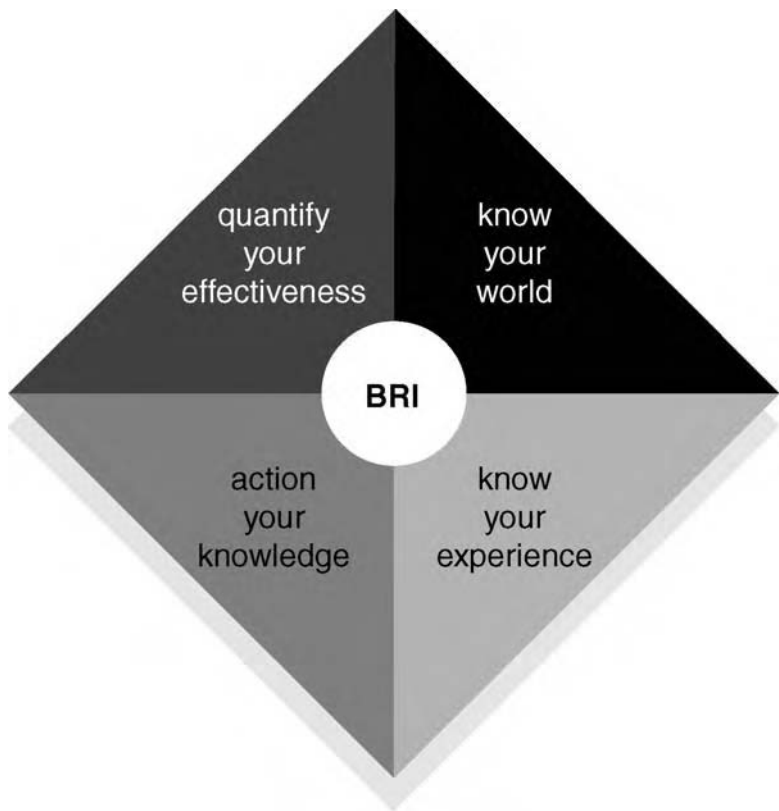 quantify
your
effectiveness
know
your
world
BRI
action
your
knowledge
know
your
experience